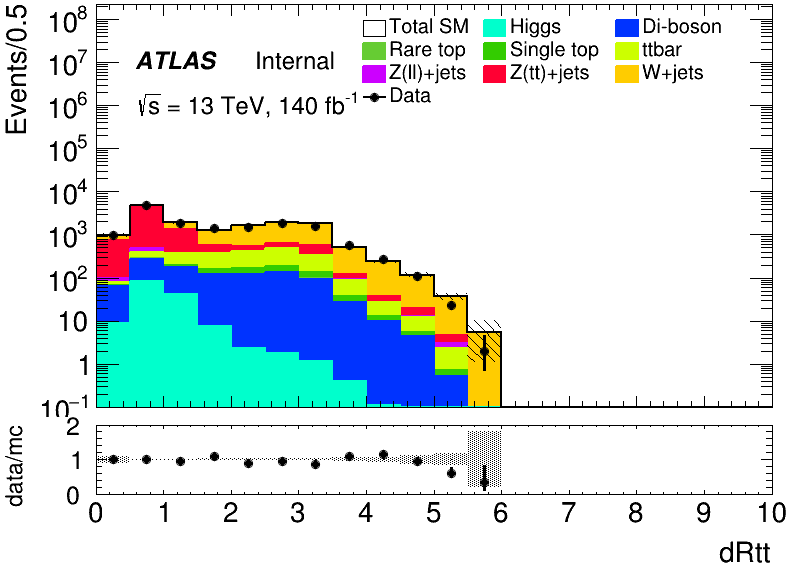 Events/0.5
10⁸
10⁷
10⁶
10⁵
10⁴
10³
10²
10
1
10⁻¹
ATLAS Internal
√s = 13 TeV, 140 fb⁻¹
Total SM Higgs Di-boson
Rare top Single top ttbar
Z(ll)+jets Z(tt)+jets W+jets
Data
data/mc
2
1
0
0 1 2 3 4 5 6 7 8 9 10
dRtt